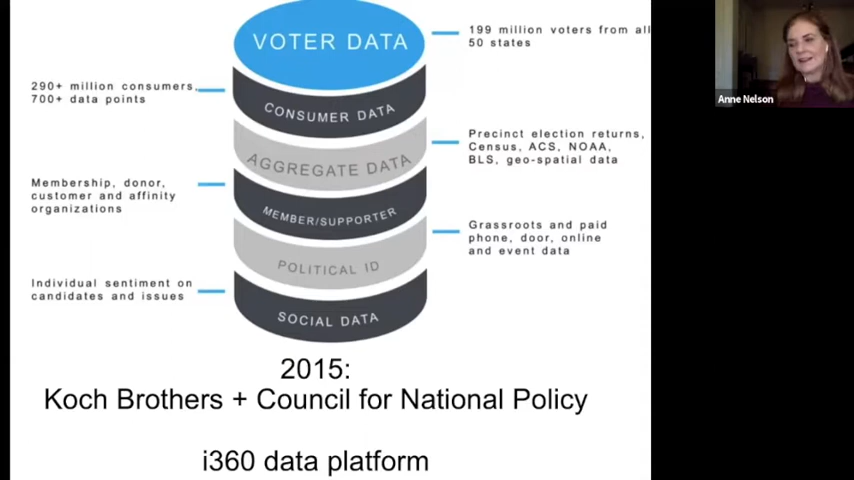 VOTER DATA
199 million voters from all
50 states
290+ million consumers,
700+ data points
CONSUMER DATA
Precinct election returns,
Census, ACS, NOAA,
BLS, geo-spatial data
AGGREGATE DATA
Membership, donor,
customer and affinity
organizations
MEMBER/SUPPORTER
Grassroots and paid
phone, door, online
and event data
POLITICAL ID
Individual sentiment on
candidates and issues
SOCIAL DATA
2015:
Koch Brothers + Council for National Policy
i360 data platform
Anne Nelson